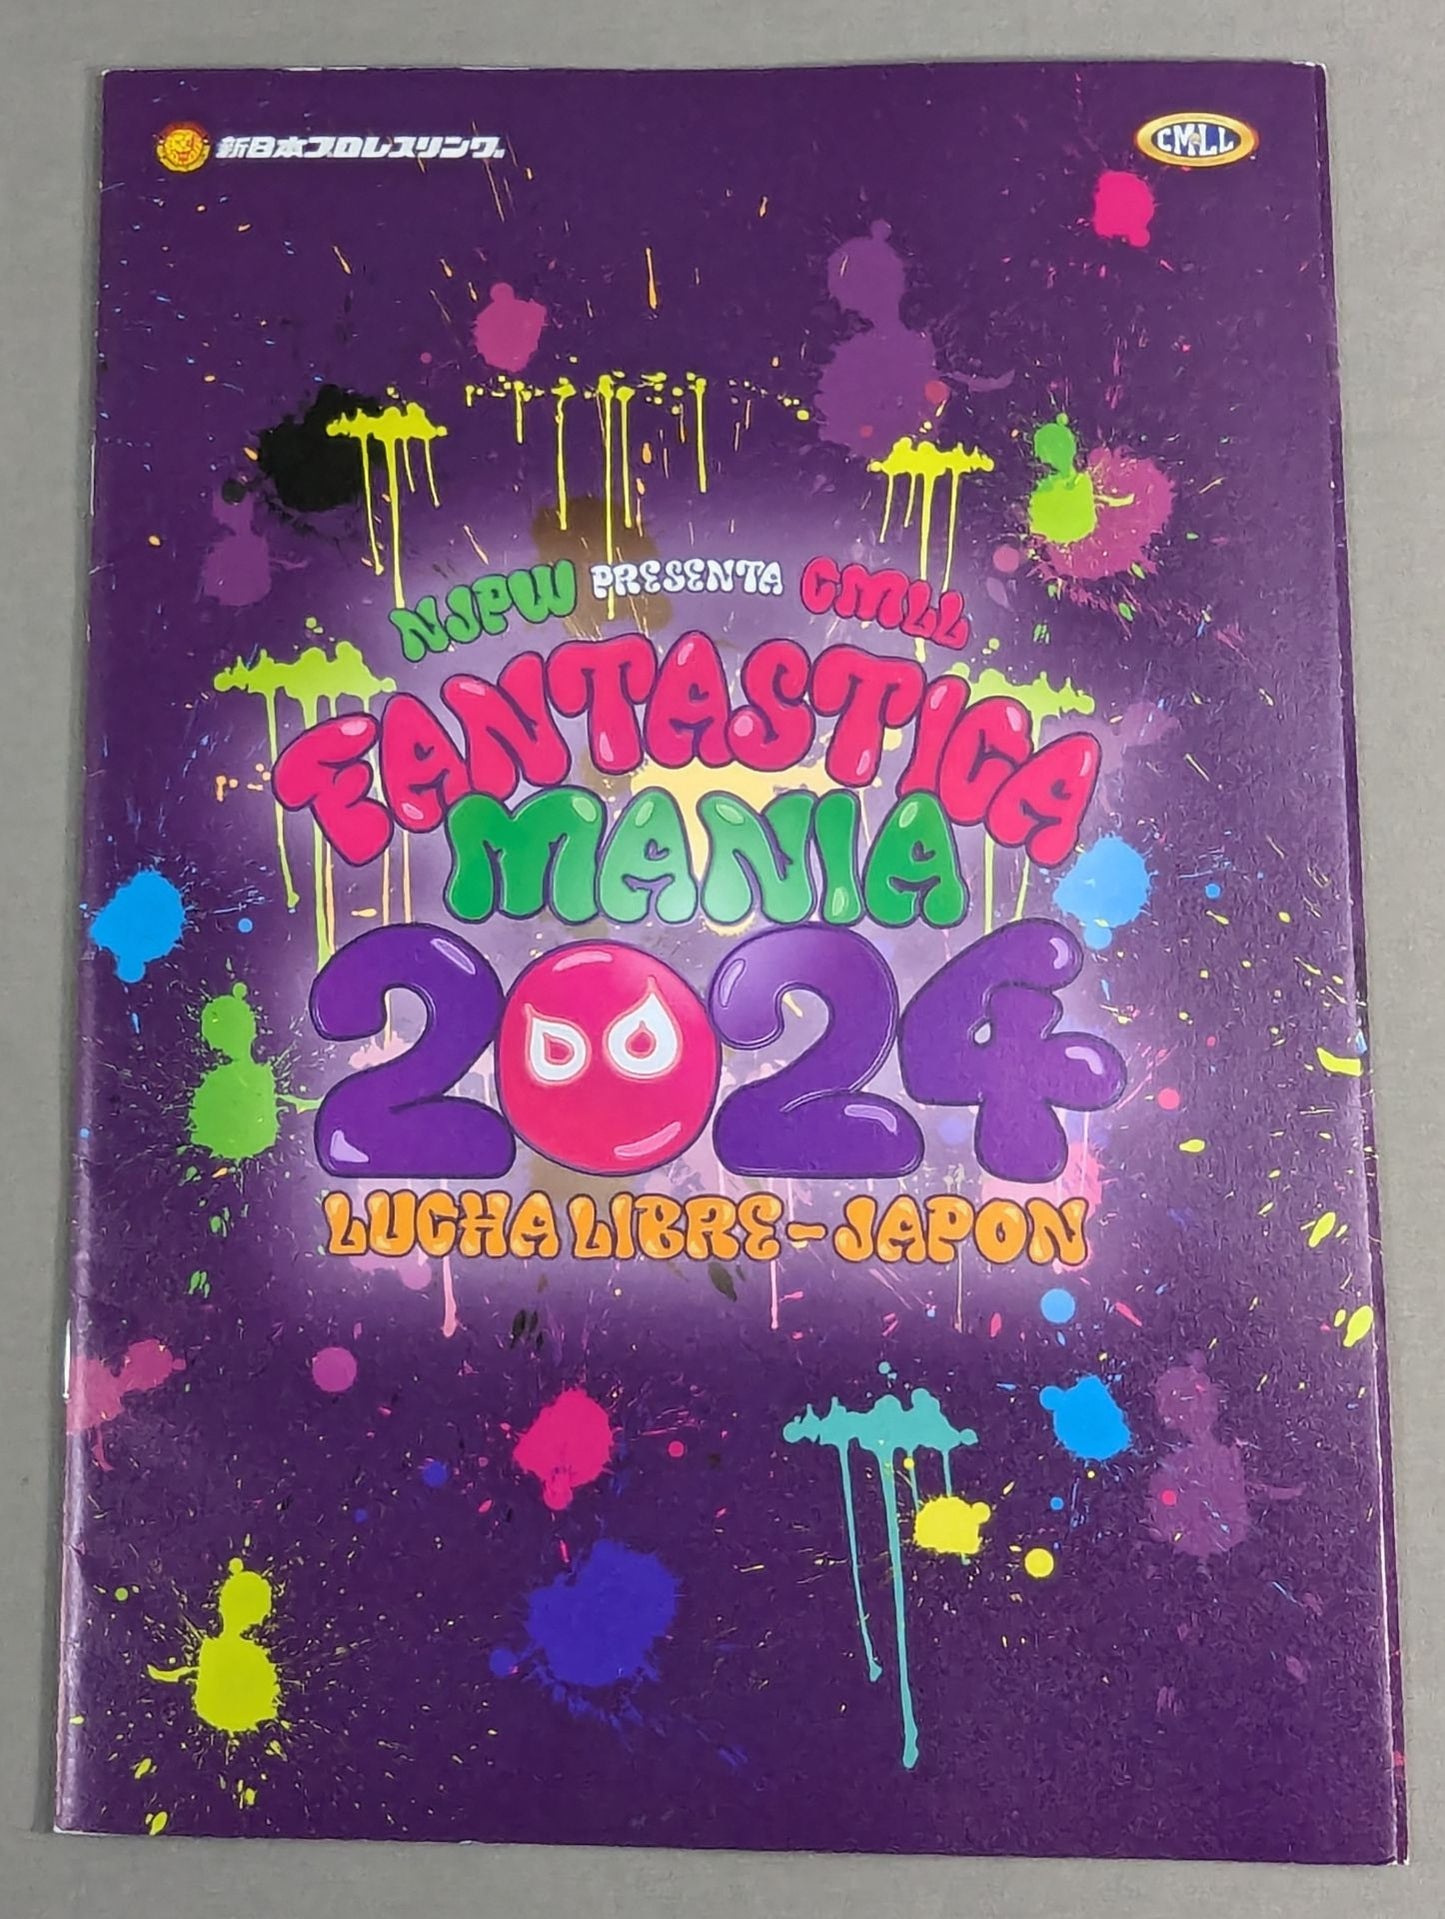 新日本プロレスリング®
CMLL
NJPW PRESENTA CMLL
FANTASTICA
MANIA
2024
LUCHA LIBRE-JAPON